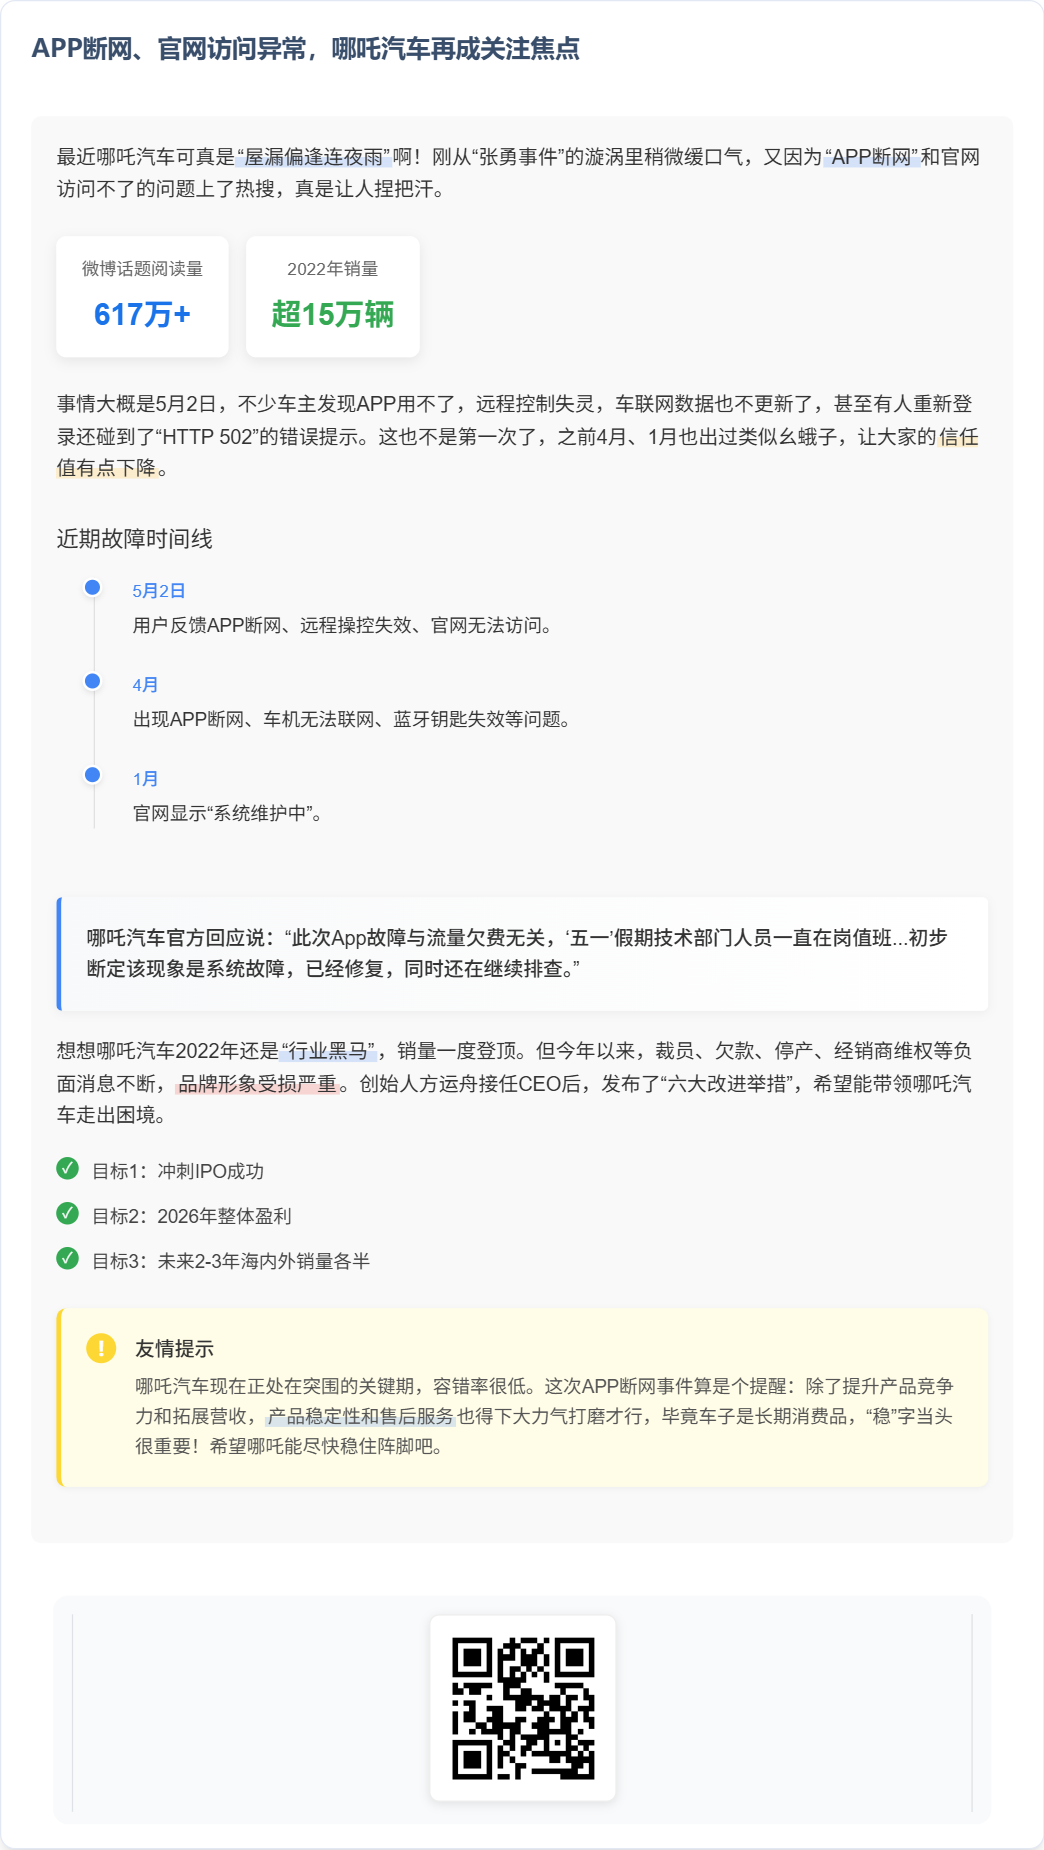 APP断网、官网访问异常，哪吒汽车再成关注焦点
最近哪吒汽车可真是“屋漏偏逢连夜雨”啊！刚从“张勇事件”的漩涡里稍微缓口气，又因为“APP断网”和官网
访问不了的问题上了热搜，真是让人捏把汗。
微博话题阅读量
617万+
2022年销量
超15万辆
事情大概是5月2日，不少车主发现APP用不了，远程控制失灵，车联网数据也不更新了，甚至有人重新登
录还碰到了“HTTP 502”的错误提示。这也不是第一次了，之前4月、1月也出过类似幺蛾子，让大家的信任
值有点下降。
近期故障时间线
5月2日
用户反馈APP断网、远程操控失效、官网无法访问。
4月
出现APP断网、车机无法联网、蓝牙钥匙失效等问题。
1月
官网显示“系统维护中”。
哪吒汽车官方回应说：“此次App故障与流量欠费无关，‘五一’假期技术部门人员一直在岗值班...初步
断定该现象是系统故障，已经修复，同时还在继续排查。”
想想哪吒汽车2022年还是“行业黑马”，销量一度登顶。但今年以来，裁员、欠款、停产、经销商维权等负
面消息不断，品牌形象受损严重。创始人方运舟接任CEO后，发布了“六大改进举措”，希望能带领哪吒汽
车走出困境。
目标1：冲刺IPO成功
目标2：2026年整体盈利
目标3：未来2-3年海内外销量各半
友情提示
哪吒汽车现在正处在突围的关键期，容错率很低。这次APP断网事件算是个提醒：除了提升产品竞争
力和拓展营收，产品稳定性和售后服务也得下大力气打磨才行，毕竟车子是长期消费品，“稳”字当头
很重要！希望哪吒能尽快稳住阵脚吧。